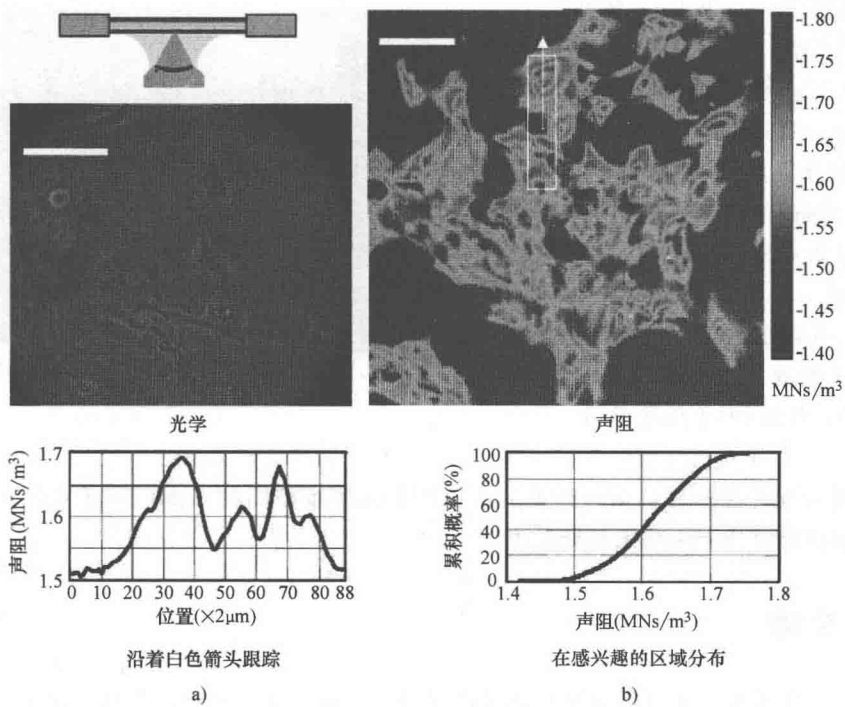 -1.80
-1.75
-1.70
-1.65
-1.60
-1.50
-1.45
-1.40
MNs/m³
光学
声阻
声阻(MNs/m³)
1.7
1.6
1.5
0 10 20 30 40 50 60 70 80 88
位置(×2μm)
沿着白色箭头跟踪
a)
累积概率(%)
100
80
60
40
20
0
1.4 1.5 1.6 1.7 1.8
声阻(MNs/m³)
在感兴趣的区域分布
b)